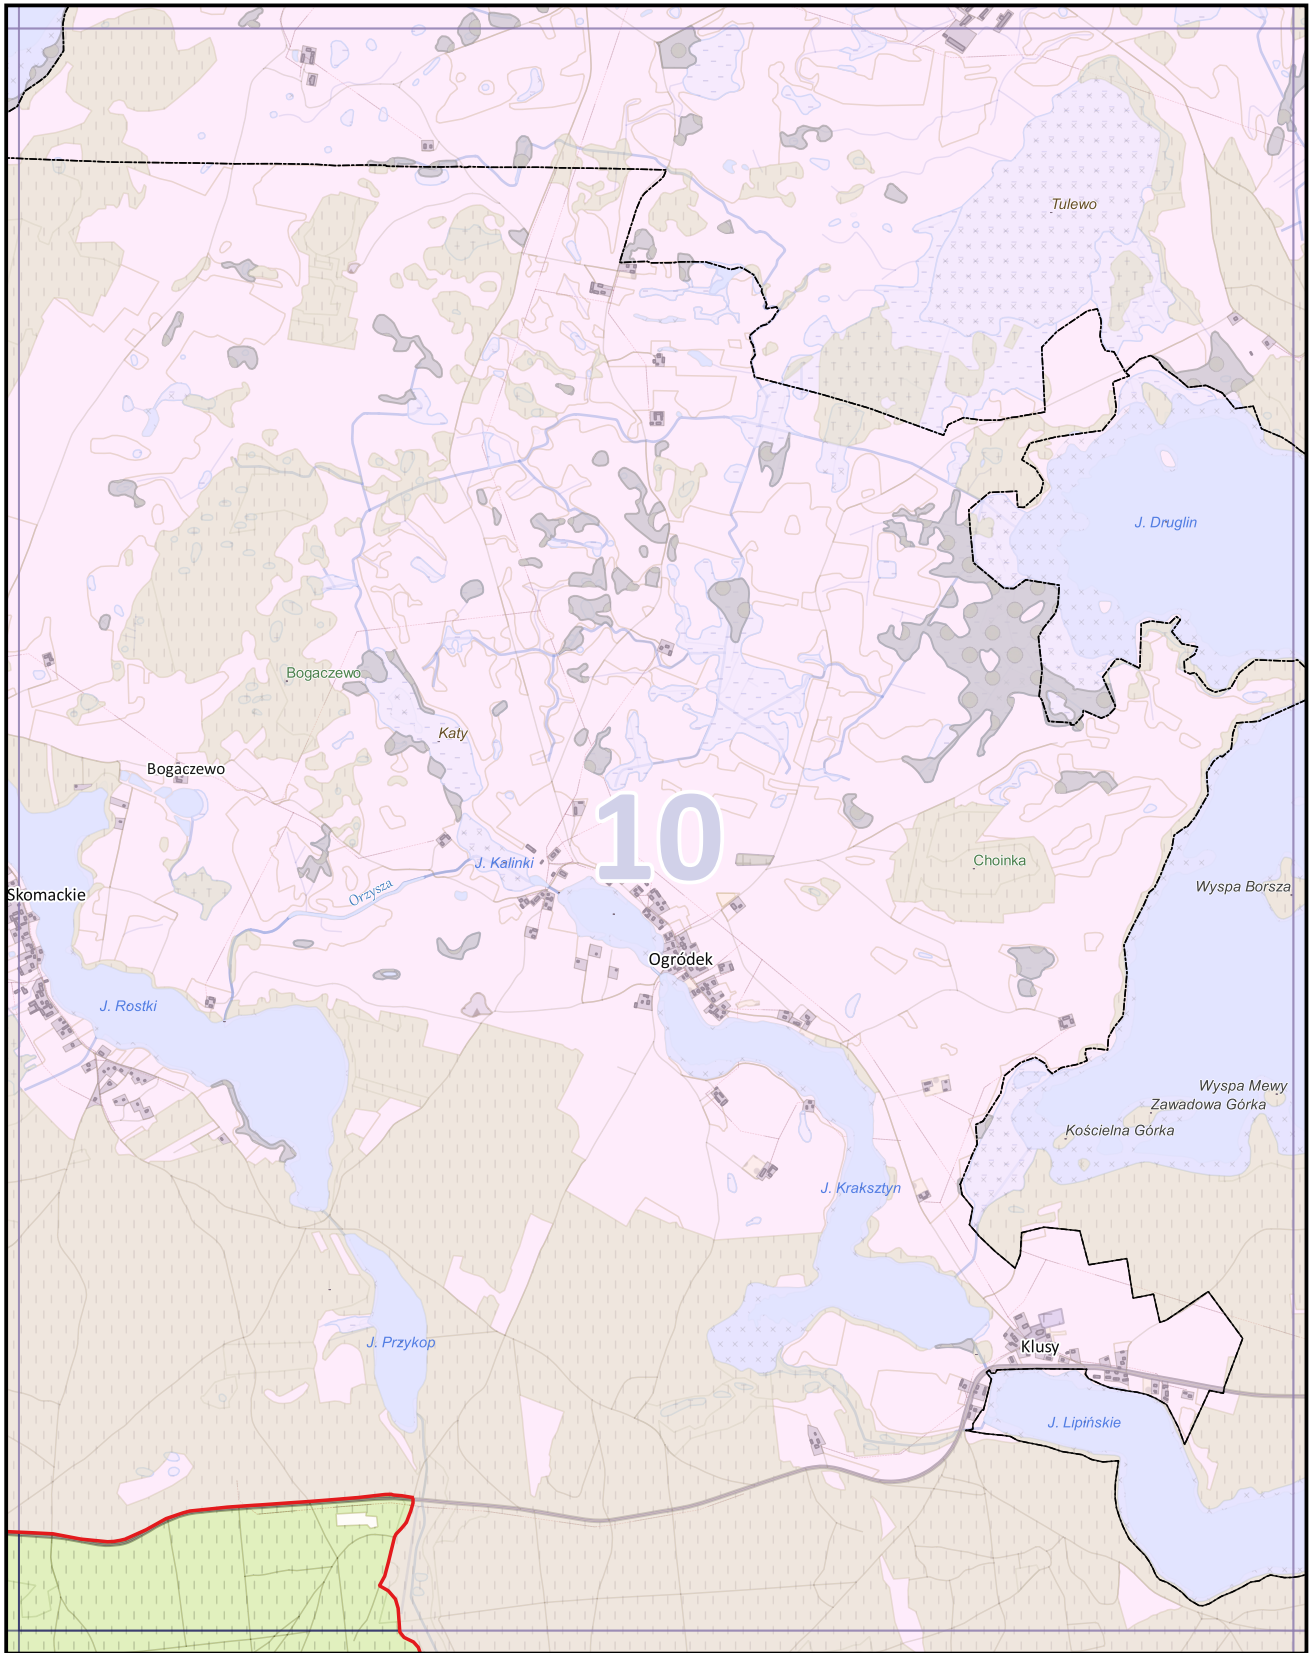 Tulewo
J. Druglin
Bogaczewo
Katy
Bogaczewo
10
J. Kalinki
Choinka
Orzysza
Wyspa Borsza
Skomackie
Ogródek
J. Rostki
Wyspa Mewy
Zawadowa Górka
Kościelna Górka
J. Kraksztyn
J. Przykop
Klusy
J. Lipińskie